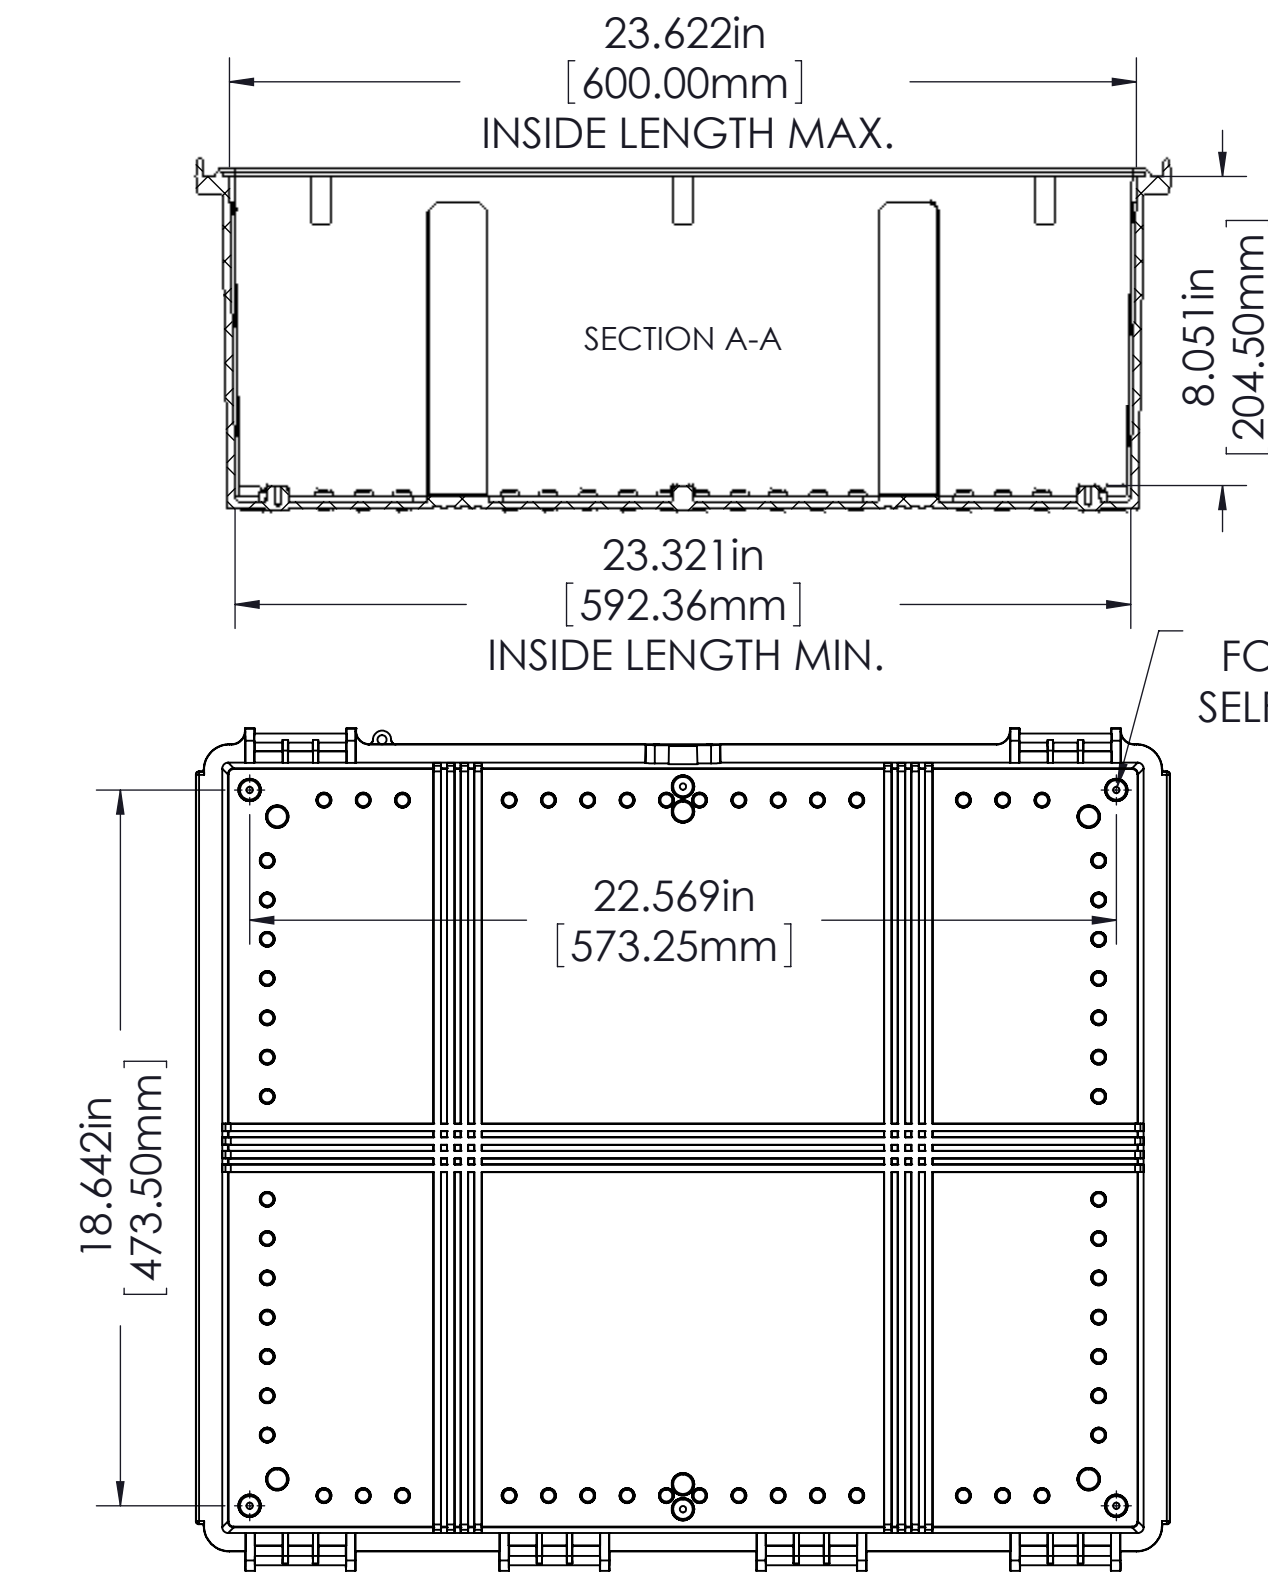 23.622in
[600.00mm]
INSIDE LENGTH MAX.
8.051in
[204.50mm]
SECTION A-A
23.321in
[592.36mm]
INSIDE LENGTH MIN.
22.569in
[573.25mm]
18.642in
[473.50mm]